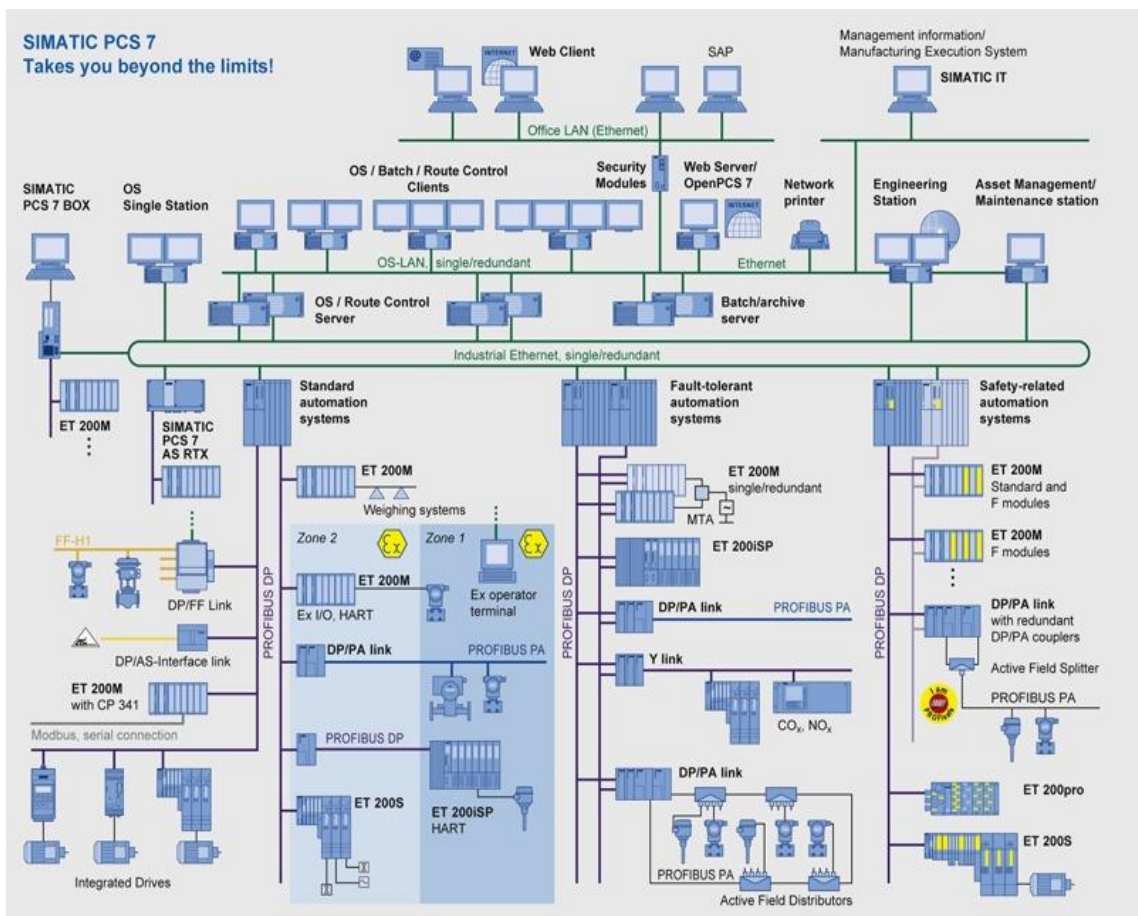 SIMATIC PCS 7
Takes you beyond the limits!
@
INTERNET
Web Client
SAP
Management information/
Manufacturing Execution
System
SIMATIC IT
Office LAN (Ethernet)
SIMATIC
PCS 7 BOX
OS
Single Station
OS / Batch / Route Control
Clients
Security
Modules
Web Server/
OpenPCS 7
INTERNET
Network
printer
Engineering
Station
Asset Management/
Maintenance station
OS-LAN, single/redundant
Ethernet
OS / Route Control
Server
Batch/archive
server
Industrial Ethernet, single/redundant
ET 200M
SIMATIC
PCS 7
AS RTX
Standard
automation
systems
Fault-tolerant
automation
systems
Safety-related
automation
systems
ET 200M
Weighing systems
ET 200M
single/redundant
MTA
ET 200M
Standard and
F modules
FF-H1
DP/FF Link
Zone 2
Ex
Zone 1
Ex
ET 200iSP
ET 200M
F modules
PROFIBUS DP
ET 200M
Ex I/O, HART
Ex operator
terminal
PROFIBUS DP
DP/PA link
PROFIBUS PA
PROFIBUS DP
DP/PA link
with redundant
DP/PA couplers
DP/AS-Interface link
DP/PA link
PROFIBUS PA
Y link
Active Field Splitter
ET 200M
with CP 341
COx, NOx
I am
PROFIsafe
PROFIBUS PA
Modbus, serial connection
PROFIBUS DP
ET 200iSP
HART
DP/PA link
ET 200pro
ET 200S
ET 200S
Integrated Drives
PROFIBUS PA
Active Field Distributors